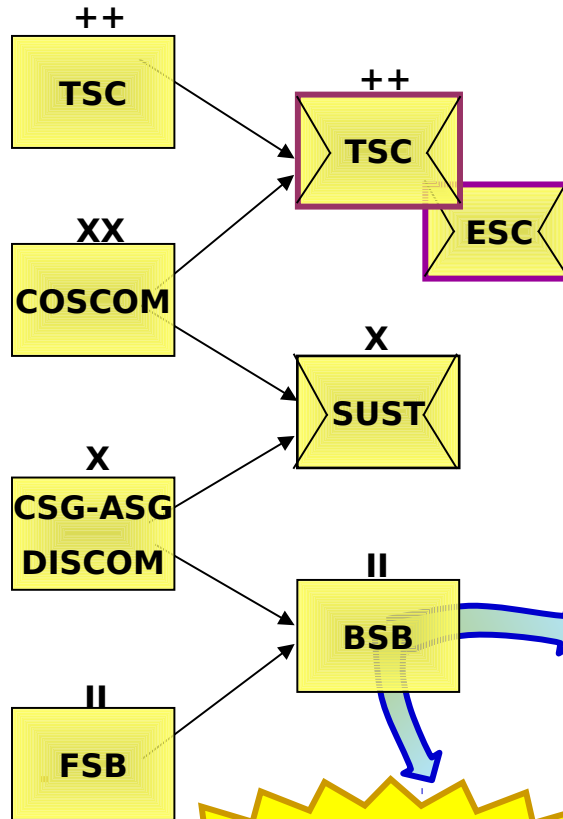 ++
TSC
++
TSC
ESC
XX
COSCOM
X
SUST
X
CSG-ASG
DISCOM
II
BSB
II
FSB